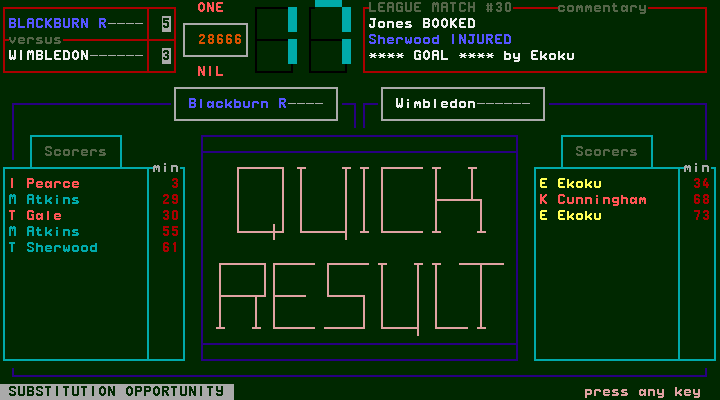 ONE
28666
NIL
BLACKBURN R 5
versus
WIMBLEDON 3
LEAGUE MATCH #30 commentary
Jones BOOKED
Sherwood INJURED
**** GOAL **** by Ekoku
Blackburn R
Wimbledon
Scorers
min
I Pearce 3
M Atkins 29
T Gale 30
M Atkins 55
T Sherwood 61
QUICK
RESULT
Scorers
min
E Ekoku 34
K Cunningham 68
E Ekoku 73
SUBSTITUTION OPPORTUNITY
press any key